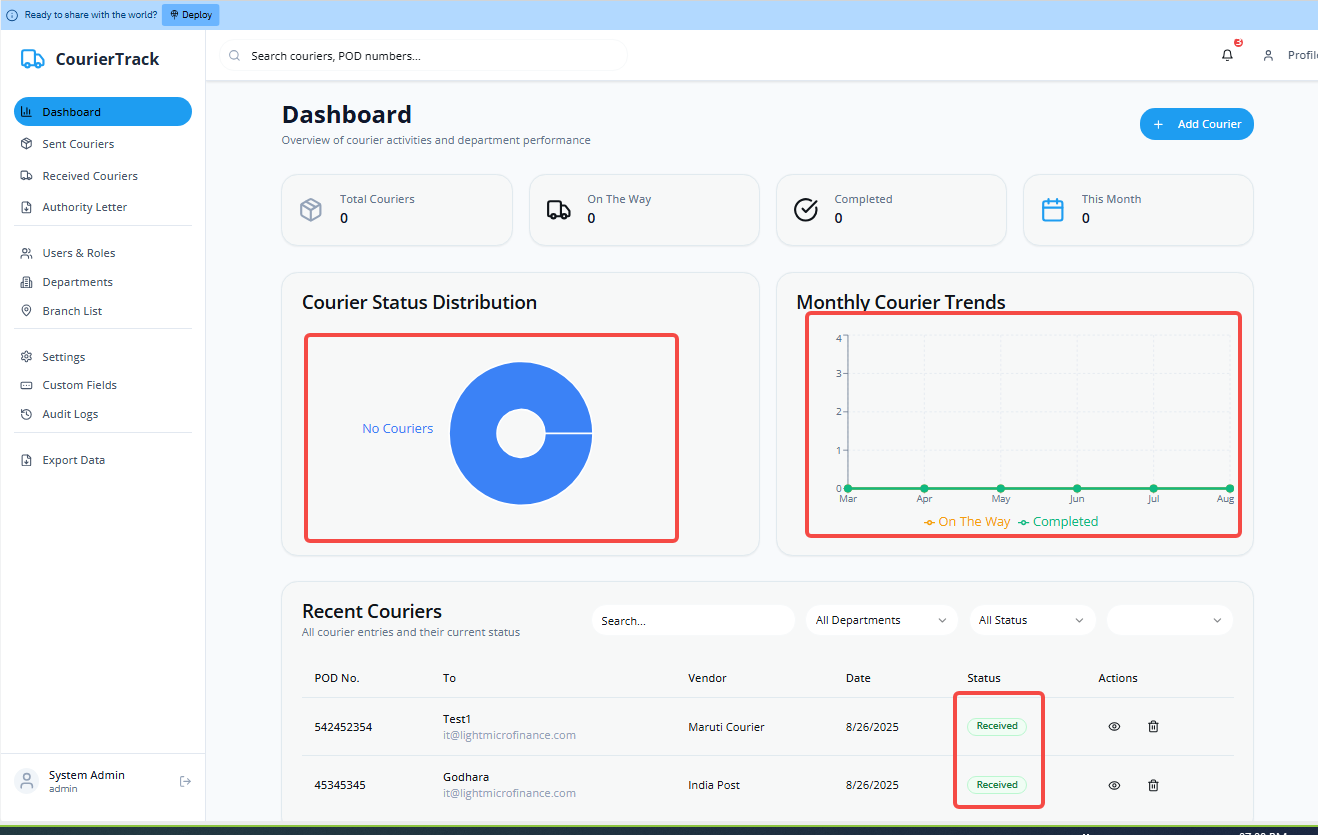 Ready to share with the world? Deploy
CourierTrack
Search couriers, POD numbers...
3
Dashboard
Sent Couriers
Received Couriers
Authority Letter
Users & Roles
Departments
Branch List
Settings
Custom Fields
Audit Logs
Export Data
System Admin
admin
Dashboard
Overview of courier activities and department performance
+ Add Courier
Total Couriers
0
On The Way
0
Completed
0
This Month
0
Courier Status Distribution
No Couriers
Monthly Courier Trends
4
3
2
1
0
Mar Apr May Jun Jul Aug
On The Way Completed
Recent Couriers
All courier entries and their current status
Search... All Departments All Status
POD No. To Vendor Date Status Actions
542452354 Test1 Maruti Courier 8/26/2025 Received
it@lightmicrofinance.com
45345345 Godhara India Post 8/26/2025 Received
it@lightmicrofinance.com